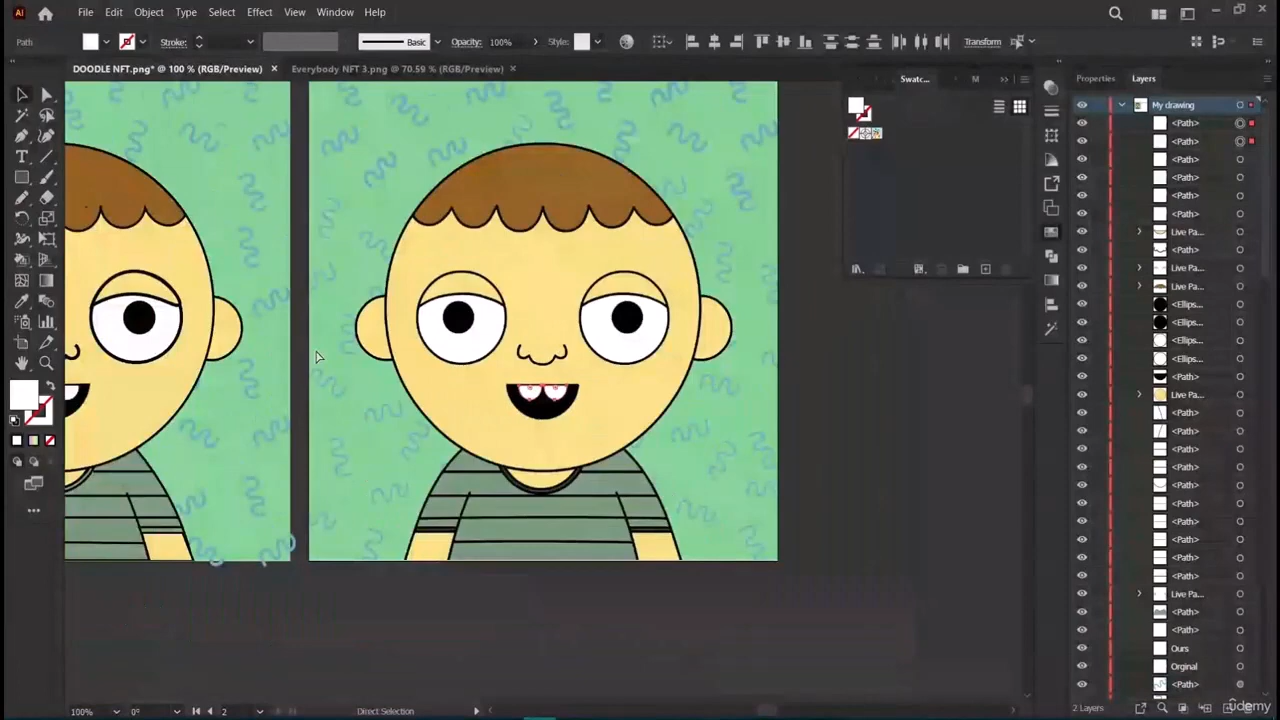 Ai File Edit Object Type Select Effect View Window Help
Path Stroke: Basic Opacity: 100% Style: Transform
DOODLE NFT.png* @ 100 % (RGB/Preview) × Everybody NFT 3.png @ 70.59 % (RGB/Preview) ×
Swatc... M Properties Layers
My drawing
<Path>
<Path>
<Path>
<Path>
<Path>
<Path>
Live Pa...
<Path>
Live Pa...
Live Pa...
<Ellips...
<Ellips...
<Ellips...
<Ellips...
<Path>
Live Pa...
<Path>
<Path>
<Path>
<Path>
<Path>
<Path>
<Path>
<Path>
<Path>
<Path>
Live Pa...
<Path>
<Path>
Ours
Orginal
<Path>
100% 0° 2 Direct Selection 2 Layers
ûdemy